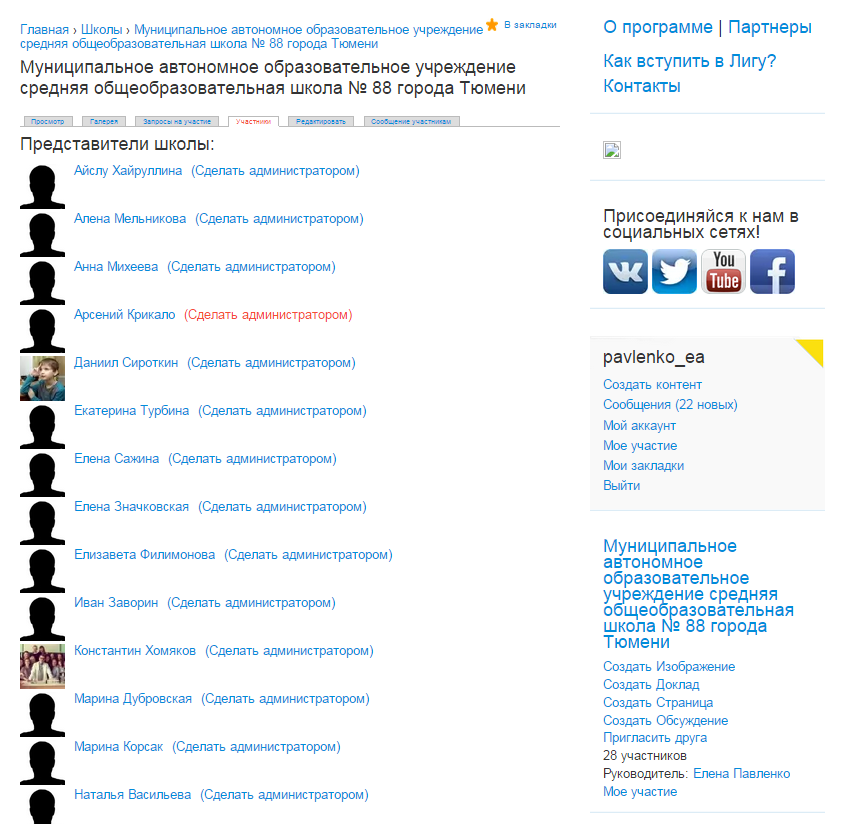 Главная › Школы › Муниципальное автономное образовательное учреждение
средняя общеобразовательная школа № 88 города Тюмени
В закладки
Муниципальное автономное образовательное учреждение
средняя общеобразовательная школа № 88 города Тюмени
Просмотр
Галерея
Запросы на участие
Участники
Редактировать
Сообщение участникам
Представители школы:
Айслу Хайруллина (Сделать администратором)
Алена Мельникова (Сделать администратором)
Анна Михеева (Сделать администратором)
Арсений Крикало (Сделать администратором)
Даниил Сироткин (Сделать администратором)
Екатерина Турбина (Сделать администратором)
Елена Сажина (Сделать администратором)
Елена Значковская (Сделать администратором)
Елизавета Филимонова (Сделать администратором)
Иван Заворин (Сделать администратором)
Константин Хомяков (Сделать администратором)
Марина Дубровская (Сделать администратором)
Марина Корсак (Сделать администратором)
Наталья Васильева (Сделать администратором)
О программе | Партнеры
Как вступить в Лигу?
Контакты
Присоединяйся к нам в
социальных сетях!
You
Tube
pavlenko_ea
Создать контент
Сообщения (22 новых)
Мой аккаунт
Мое участие
Мои закладки
Выйти
Муниципальное
автономное
образовательное
учреждение средняя
общеобразовательная
школа № 88 города
Тюмени
Создать Изображение
Создать Доклад
Создать Страница
Создать Обсуждение
Пригласить друга
28 участников
Руководитель: Елена Павленко
Мое участие